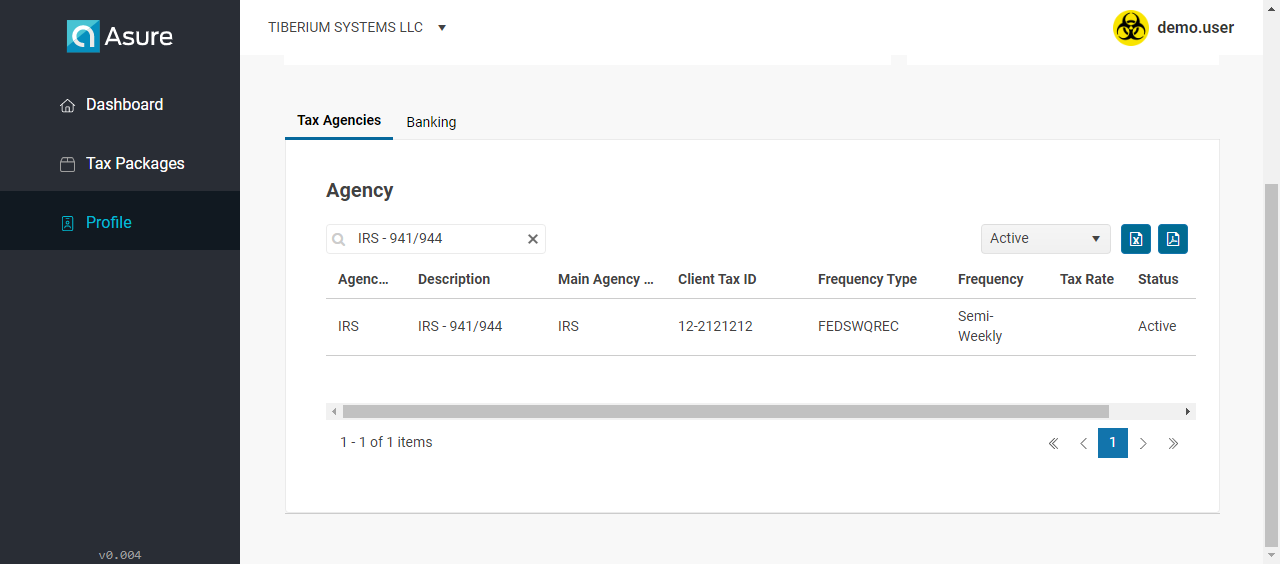 Asure
TIBERIUM SYSTEMS LLC
demo.user
Dashboard
Tax Packages
Profile
v0.004
Tax Agencies
Banking
Agency
IRS - 941/944
Active
Agenc... Description Main Agency ... Client Tax ID Frequency Type Frequency Tax Rate Status
IRS IRS - 941/944 IRS 12-2121212 FEDSWQREC Semi-
Weekly Active
1 - 1 of 1 items
1